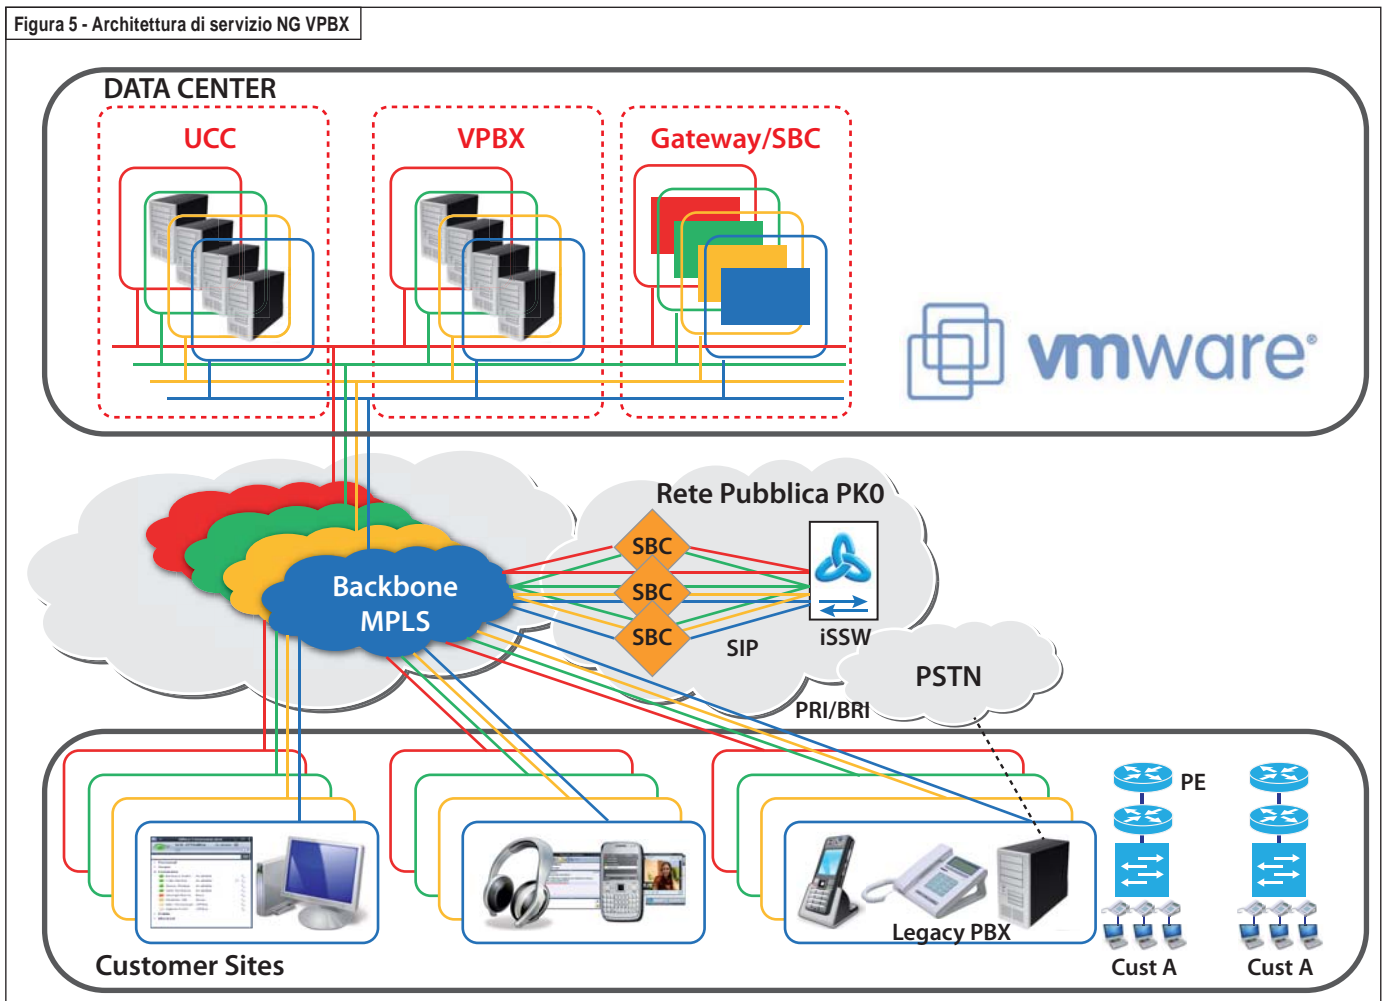 Figura 5 - Architettura di servizio NG VPBX
DATA CENTER
UCC
VPBX
Gateway/SBC
vmware®
Rete Pubblica PK0
SBC
SBC
SBC
Backbone
MPLS
SIP
iSSW
PSTN
PRI/BRI
PE
Legacy PBX
Customer Sites
Cust A
Cust A